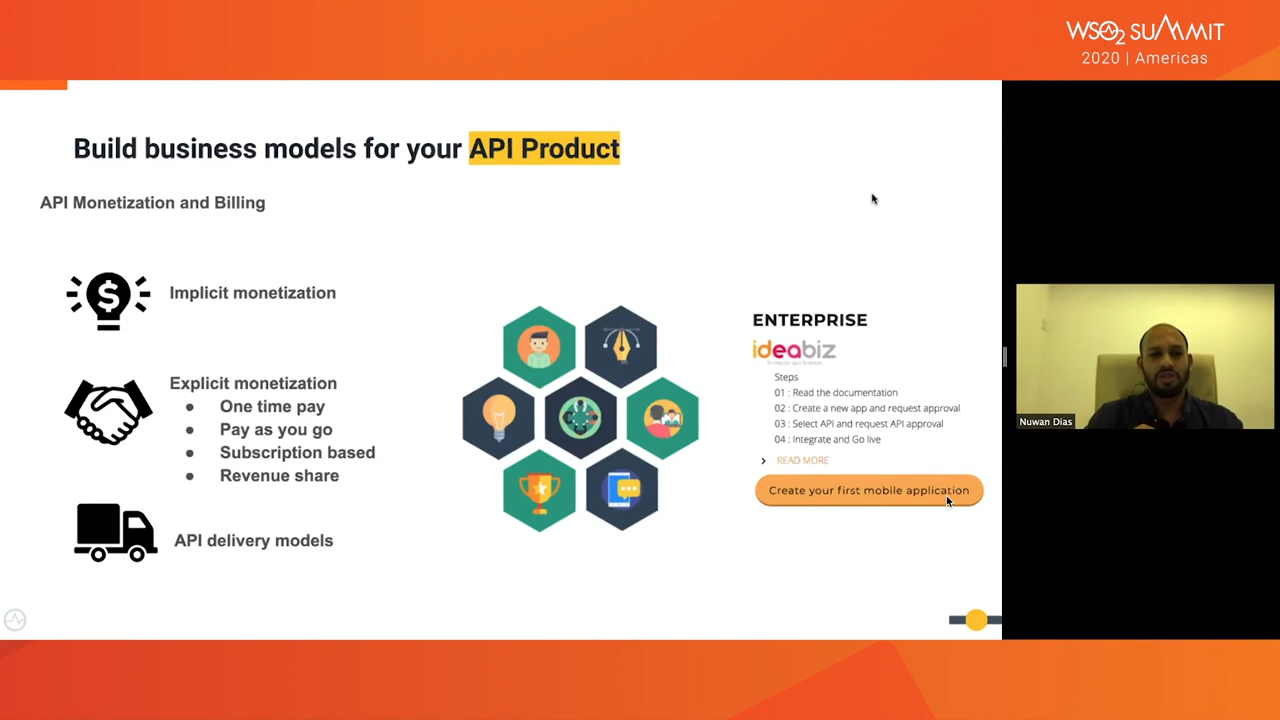 WSO2 SUMMIT
2020 | Americas
Build business models for your API Product
API Monetization and Billing
Implicit monetization
Explicit monetization
● One time pay
● Pay as you go
● Subscription based
● Revenue share
API delivery models
ENTERPRISE
ideabiz
Steps
01 : Read the documentation
02 : Create a new app and request approval
03 : Select API and request API approval
04 : Integrate and Go live
READ MORE
Create your first mobile application
Nuwan Dias